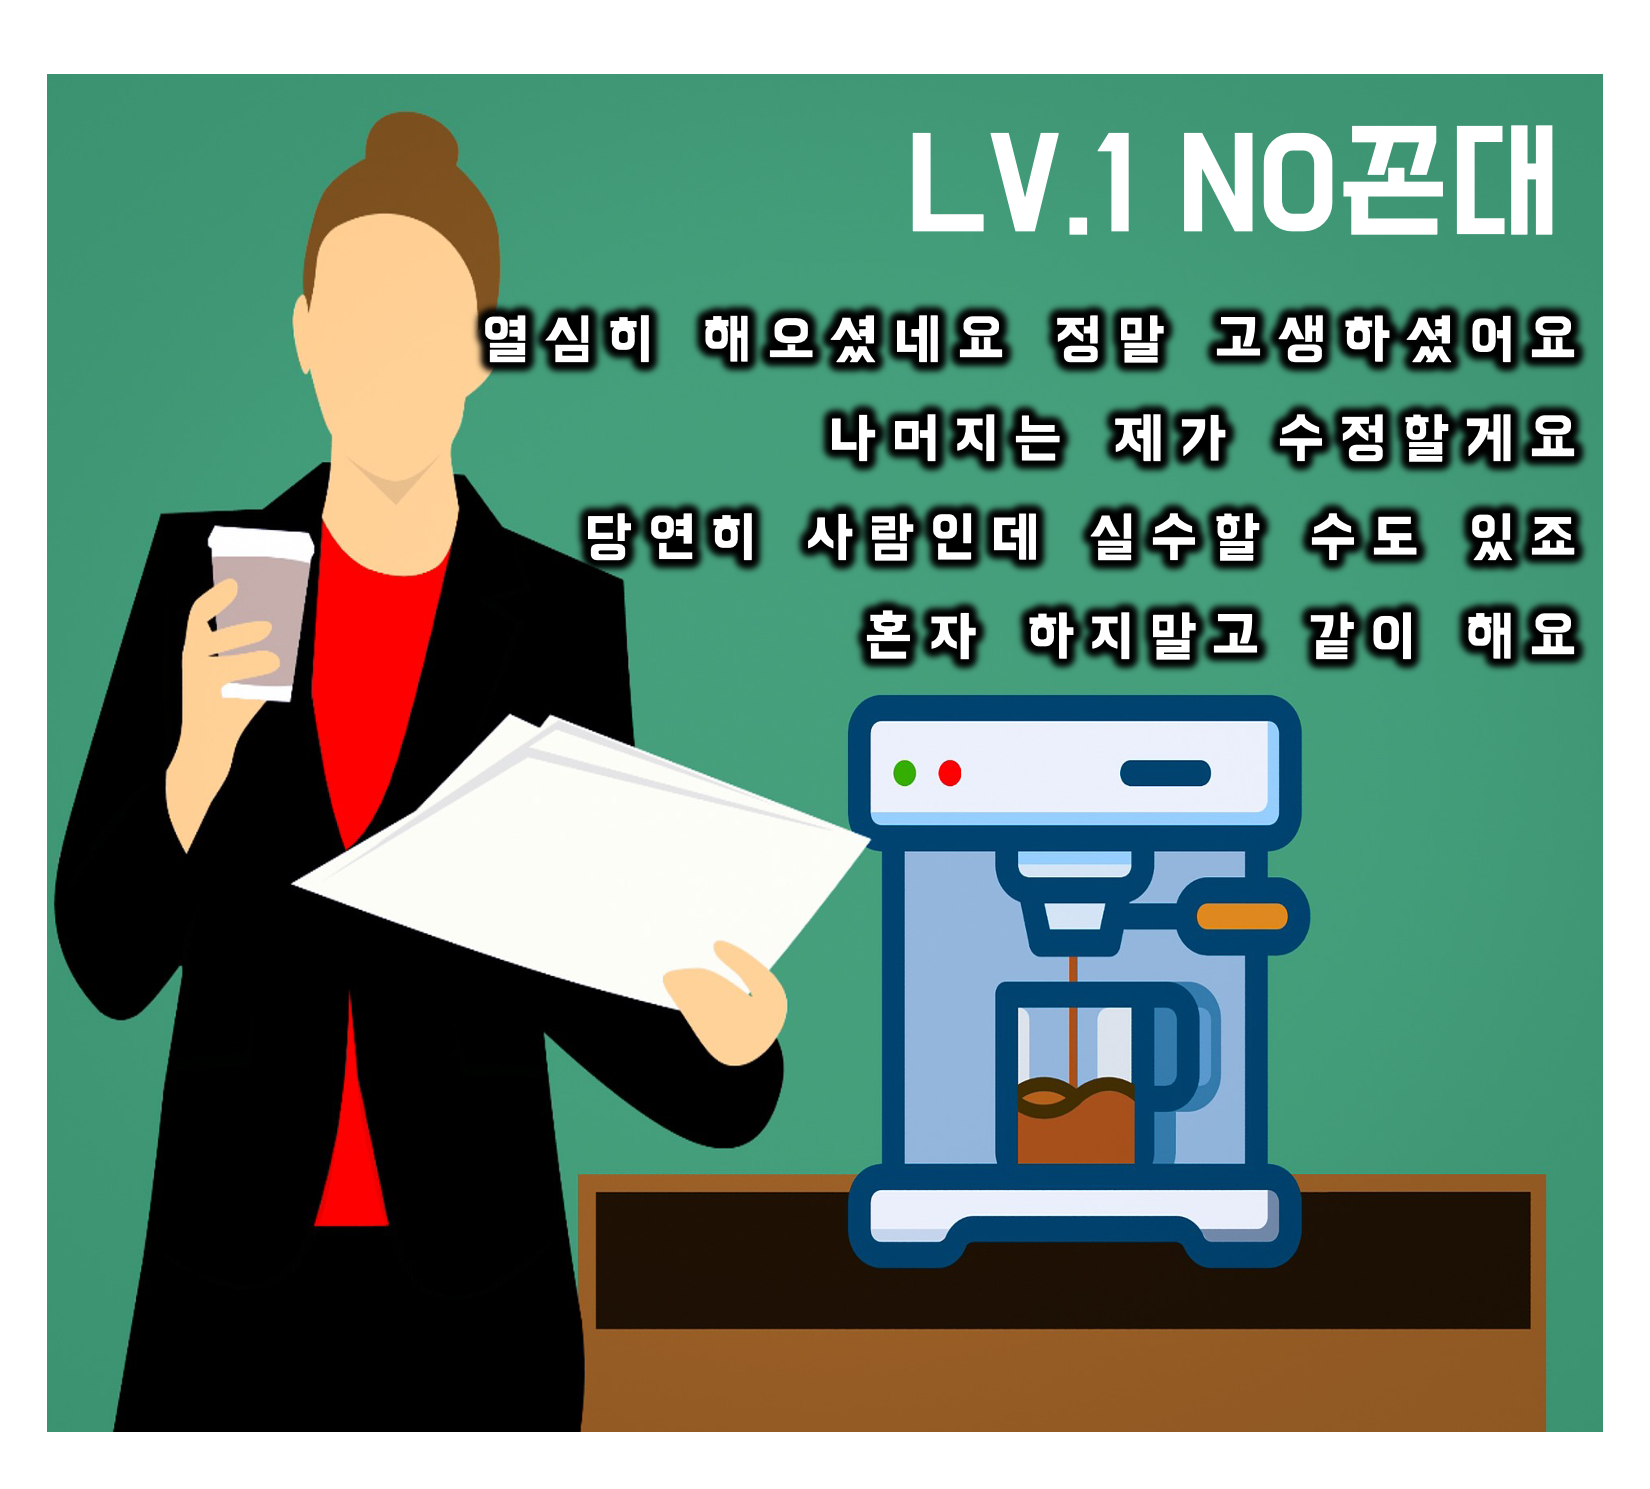 LV.1 NO꼰대
열심히 해오셨네요 정말 고생하셨어요
나머지는 제가 수정할게요
당연히 사람인데 실수할 수도 있죠
혼자 하지말고 같이 해요